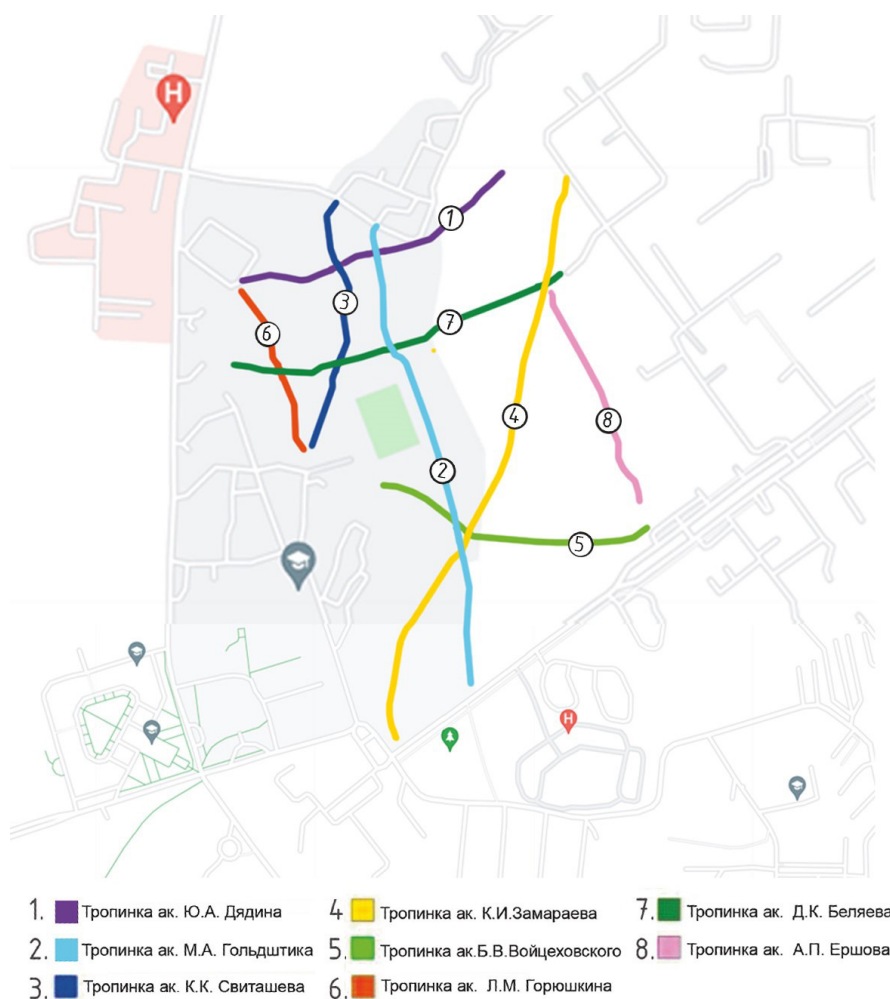 H
1
3
6
7
4
8
2
5
H
1. Тропинка ак. Ю.А. Дядина
2. Тропинка ак. М.А. Гольдштика
3. Тропинка ак. К.К. Свиташева
4 Тропинка ак. К.И.Замараева
5. Тропинка ак.Б.В.Войцеховского
6. Тропинка ак. Л.М. Горюшкина
7. Тропинка ак. Д.К. Беляева
8. Тропинка ак. А.П. Ершова